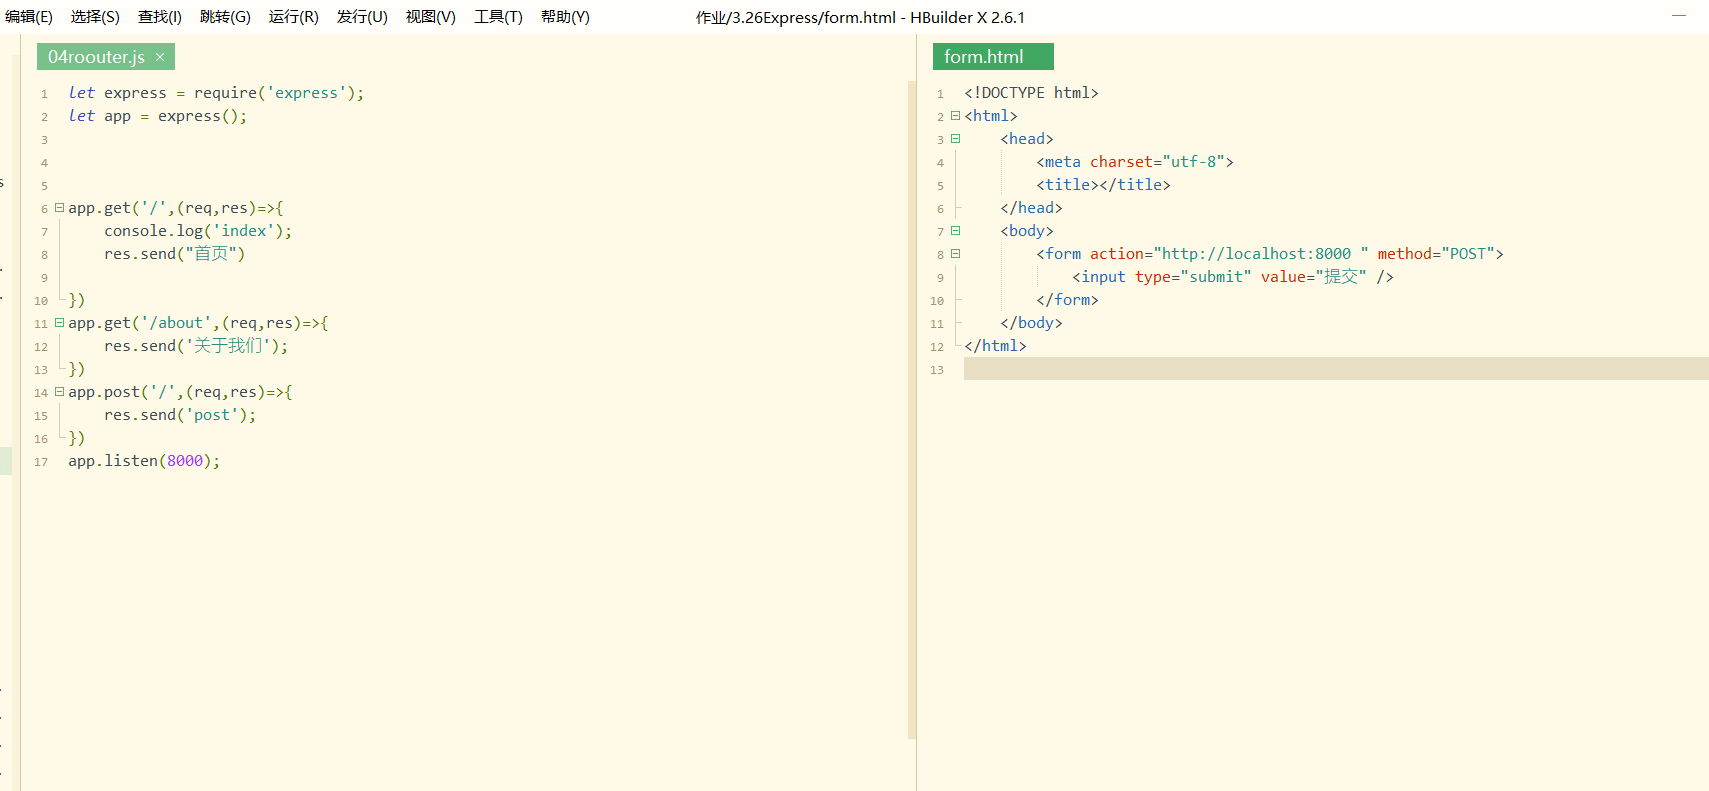 编辑(E) 选择(S) 查找(I) 跳转(G) 运行(R) 发行(U) 视图(V) 工具(T) 帮助(Y) 作业/3.26Express/form.html - HBuilder X 2.6.1
04roouter.js ×
1 let express = require('express');
2 let app = express();
3
4
5
6 app.get('/',(req,res)=>{
7 console.log('index');
8 res.send("首页")
9
10 })
11 app.get('/about',(req,res)=>{
12 res.send('关于我们');
13 })
14 app.post('/',(req,res)=>{
15 res.send('post');
16 })
17 app.listen(8000);
form.html
1 <!DOCTYPE html>
2 <html>
3 <head>
4 <meta charset="utf-8">
5 <title></title>
6 </head>
7 <body>
8 <form action="http://localhost:8000 " method="POST">
9 <input type="submit" value="提交" />
10 </form>
11 </body>
12 </html>
13